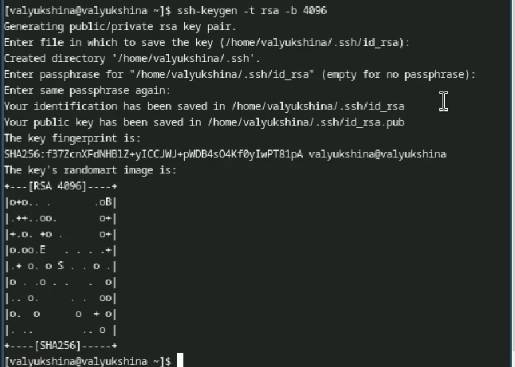 [valyukshina@valyukshina ~]$ ssh-keygen -t rsa -b 4096
Generating public/private rsa key pair.
Enter file in which to save the key (/home/valyukshina/.ssh/id_rsa):
Created directory '/home/valyukshina/.ssh'.
Enter passphrase for "/home/valyukshina/.ssh/id_rsa" (empty for no passphrase):
Enter same passphrase again:
Your identification has been saved in /home/valyukshina/.ssh/id_rsa
Your public key has been saved in /home/valyukshina/.ssh/id_rsa.pub
The key fingerprint is:
valyukshina@valyukshina
The key's randomart image is:
+---[RSA 4096]----+
|o+o.. .       .oB|
|.++..oo.       o+|
|+.o. +o .      o+|
|o.oo.E   . . . .+|
|.+ o. o S . . o .|
|o . .o . .  .   o|
|.. o.     . .  oo|
|o.  o      o  + o|
|. ..        .. o |
+----[SHA256]-----+
[valyukshina@valyukshina ~]$